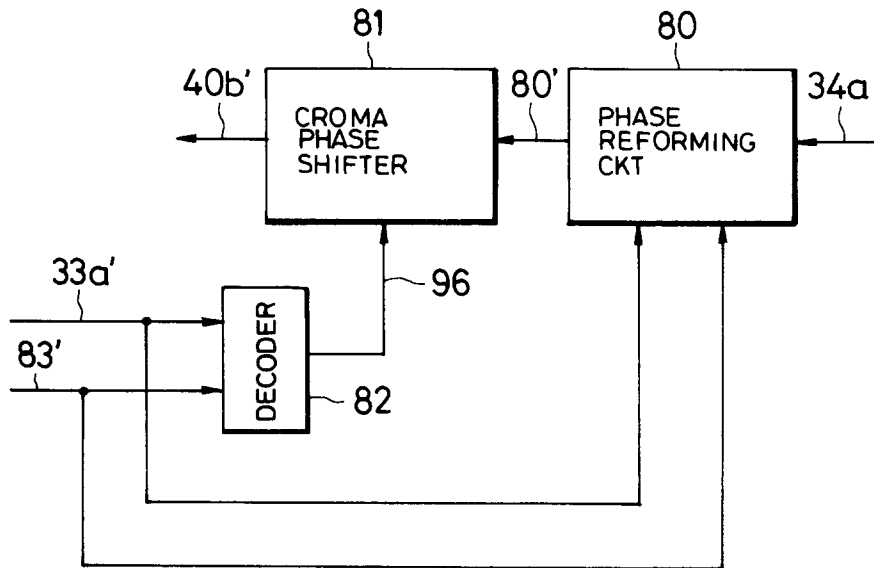 81
80
40b'
80'
34a
CROMA
PHASE
SHIFTER
PHASE
REFORMING
CKT
33a'
96
83'
DECODER
82